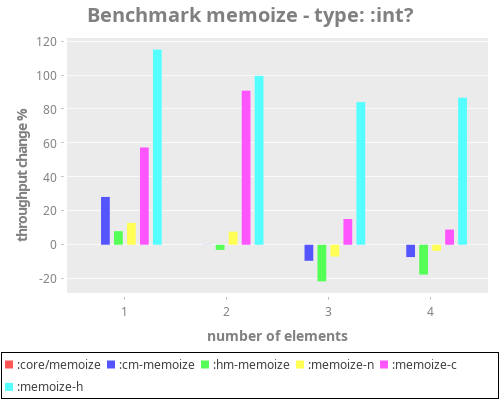 Benchmark memoize - type: :int?
throughput change %
120
100
80
60
40
20
0
-20
1 2 3 4
number of elements
:core/memoize :cm-memoize :hm-memoize :memoize-n :memoize-c
:memoize-h